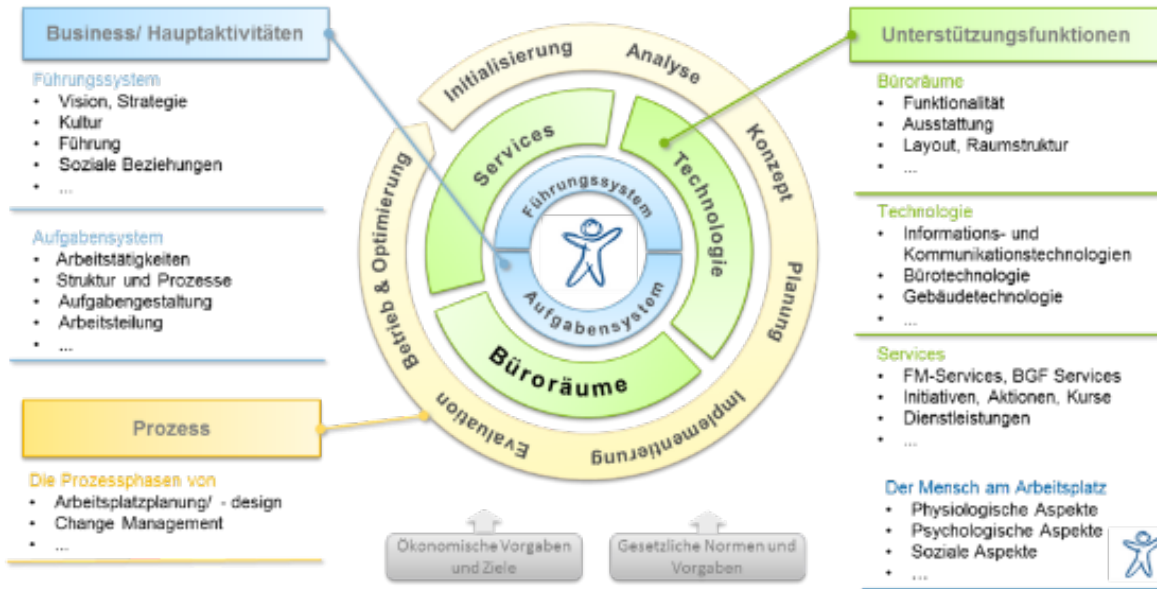 Business/ Hauptaktivitäten
Führungssystem
• Vision, Strategie
• Kultur
• Führung
• Soziale Beziehungen
• ...
Aufgabensystem
• Arbeitstätigkeiten
• Struktur und Prozesse
• Aufgabengestaltung
• Arbeitsteilung
• ...
Prozess
Die Prozessphasen von
• Arbeitsplatzplanung/ - design
• Change Management
• ...
Initialisierung
Analyse
Konzept
Planung
Implementierung
Evaluation
Betrieb & Optimierung
Services
Technologie
Büroräume
Führungssystem
Aufgabensystem
Ökonomische Vorgaben
und Ziele
Gesetzliche Normen und
Vorgaben
Unterstützungsfunktionen
Büroräume
• Funktionalität
• Ausstattung
• Layout, Raumstruktur
• ...
Technologie
• Informations- und
Kommunikationstechnologien
• Bürotechnologie
• Gebäudetechnologie
• ...
Services
• FM-Services, BGF Services
• Initiativen, Aktionen, Kurse
• Dienstleistungen
• ...
Der Mensch am Arbeitsplatz
• Physiologische Aspekte
• Psychologische Aspekte
• Soziale Aspekte
• ...